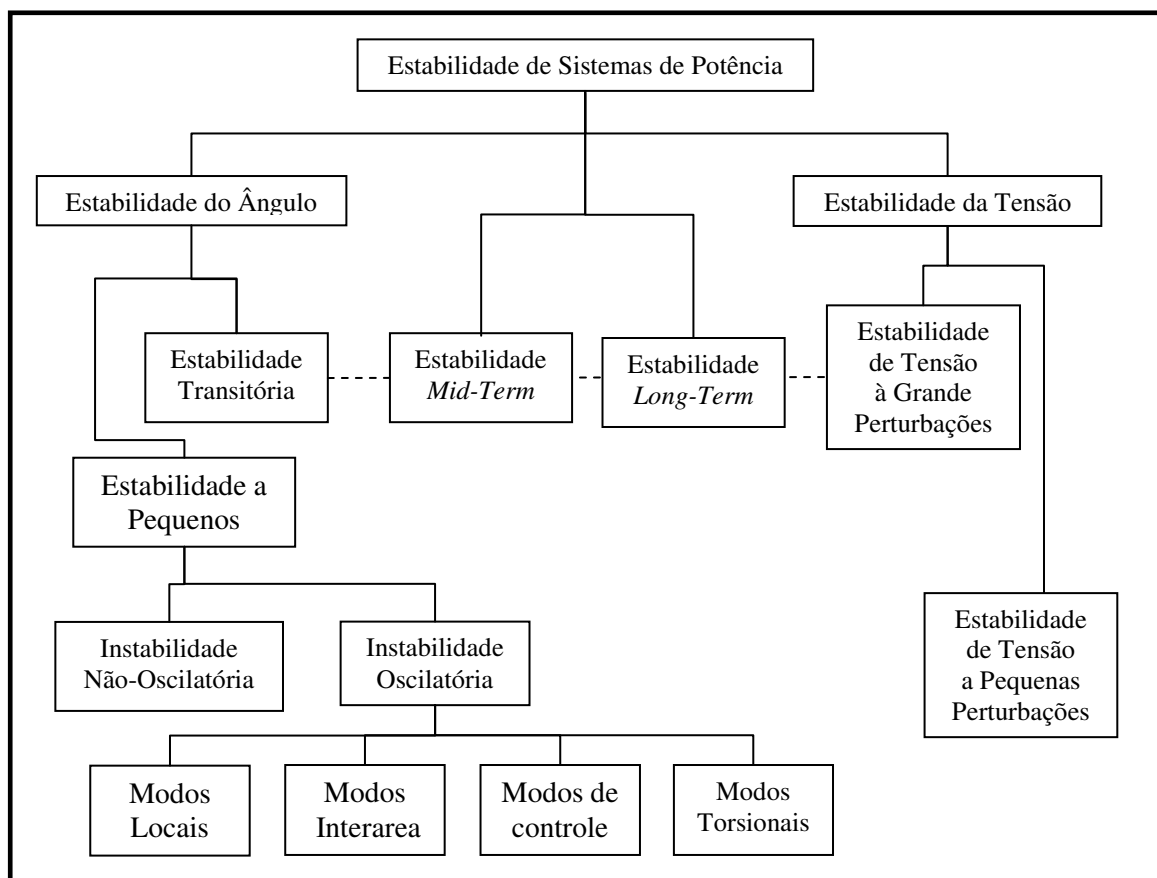 Estabilidade de Sistemas de Potência
Estabilidade do Ângulo
Estabilidade da Tensão
Estabilidade
Transitória
Estabilidade
Mid-Term
Estabilidade
Long-Term
Estabilidade
de Tensão
à Grande
Perturbações
Estabilidade a
Pequenos
Instabilidade
Não-Oscilatória
Instabilidade
Oscilatória
Estabilidade
de Tensão
a Pequenas
Perturbações
Modos
Locais
Modos
Interarea
Modos de
controle
Modos
Torsionais